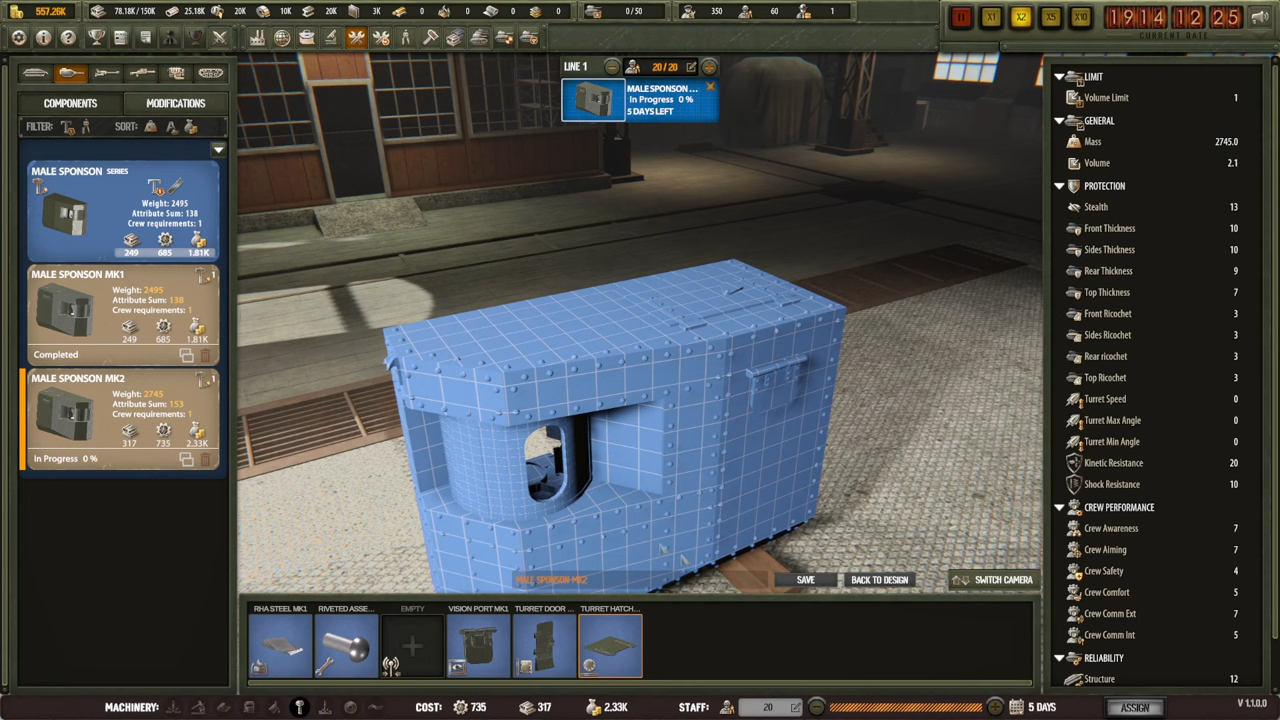 557.26K 78.18K / 150K 25.18K 20K 10K 20K 3K 0 0 0 0 0/50 350 60 1
X1 X2 X5 X10 1914 12 25
CURRENT DATE
LINE 1 20/20
MALE SPONSON ...
In Progress 0 %
5 DAYS LEFT
COMPONENTS MODIFICATIONS
FILTER: SORT:
MALE SPONSON SERIES
Weight: 2495
Attribute Sum: 138
Crew requirements: 1
249 685 1.81K
MALE SPONSON MK1 1
Weight: 2495
Attribute Sum: 138
Crew requirements: 1
249 685 1.81K
Completed
MALE SPONSON MK2 1
Weight: 2745
Attribute Sum: 153
Crew requirements: 1
317 735 2.33K
In Progress 0 %
MALE SPONSON MK2 SAVE BACK TO DESIGN SWITCH CAMERA
RHA STEEL MK1 RIVETED ASSE... EMPTY VISION PORT MK1 TURRET DOOR ... TURRET HATCH...
LIMIT
Volume Limit 1
GENERAL
Mass 2745.0
Volume 2.1
PROTECTION
Stealth 13
Front Thickness 10
Sides Thickness 10
Rear Thickness 9
Top Thickness 7
Front Ricochet 3
Sides Ricochet 3
Rear ricochet 3
Top Ricochet 3
Turret Speed 0
Turret Max Angle 0
Turret Min Angle 0
Kinetic Resistance 20
Shock Resistance 10
CREW PERFORMANCE
Crew Awareness 7
Crew Aiming 7
Crew Safety 4
Crew Comfort 5
Crew Comm Ext 7
Crew Comm Int 5
RELIABILITY
Structure 12
MACHINERY: COST: 735 317 2,33K STAFF: 20 5 DAYS ASSIGN V 1.1.0.0